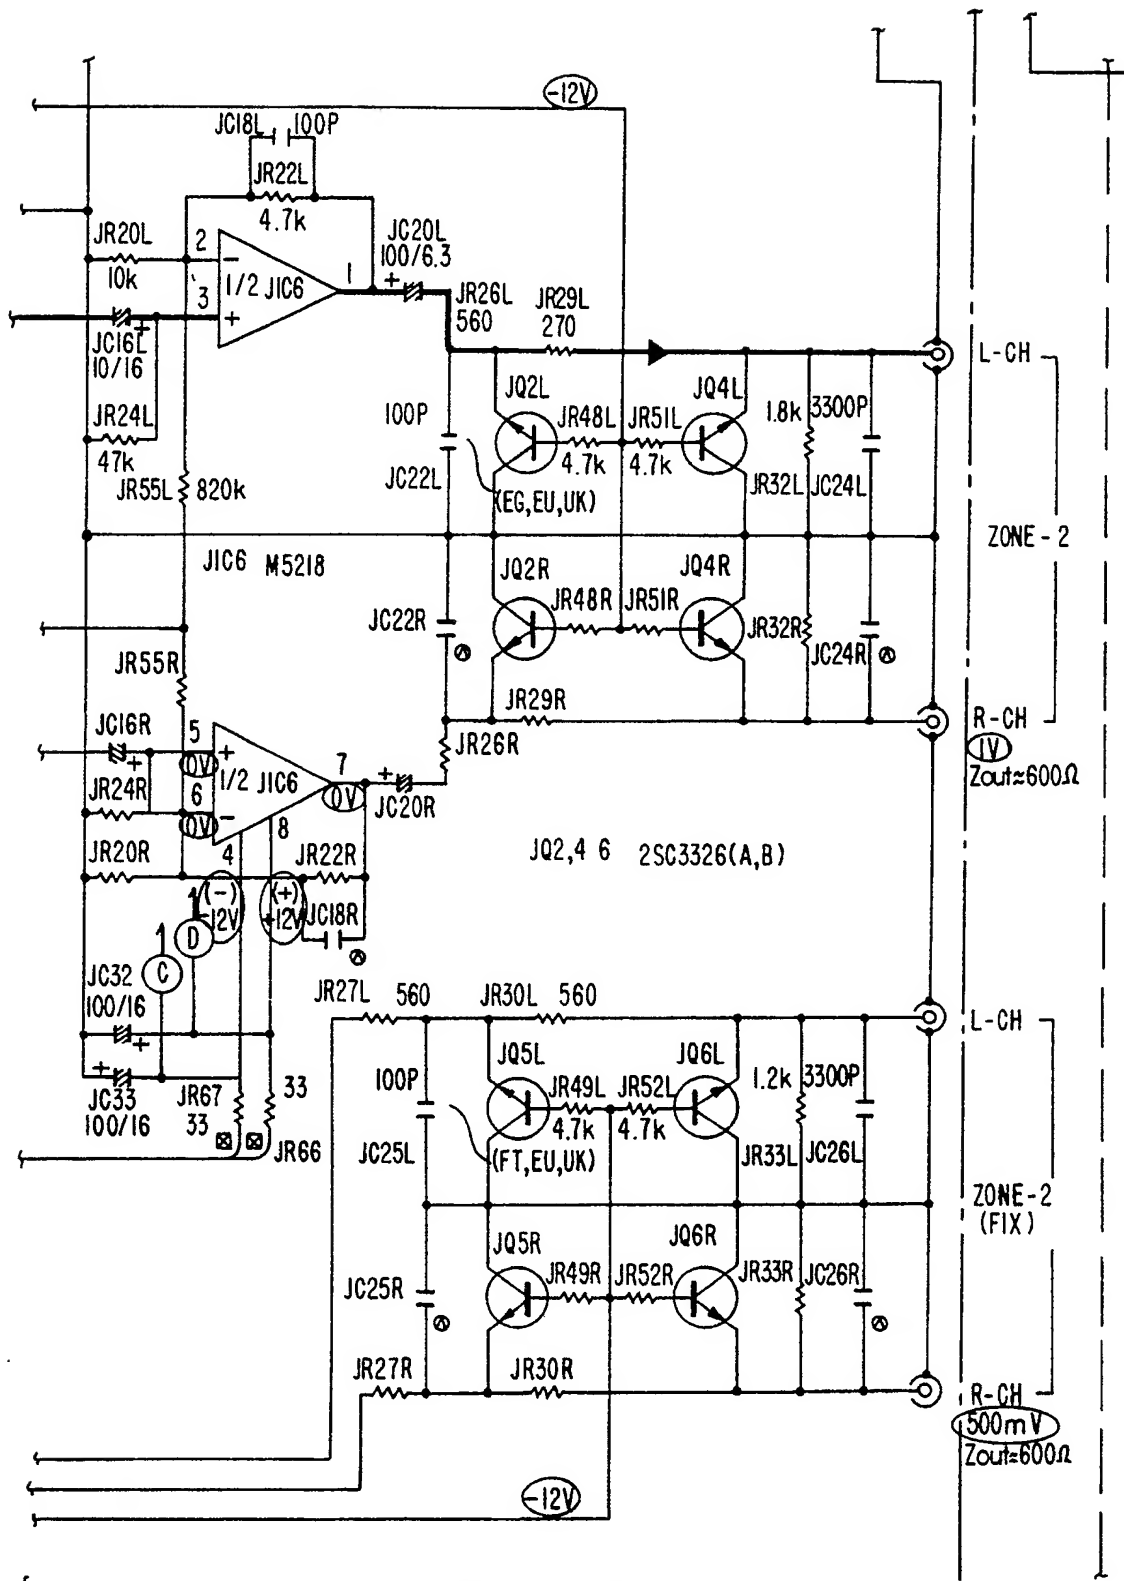 -12V
JC18L 100P
JR22L
4.7k
JR20L
10k
2
3
1/2 JIC6
1
JC20L
100/6.3
JR26L
560
JR29L
270
L-CH
JC16L
10/16
JR24L
47k
JR55L 820k
100P
JC22L
(EG,EU,UK)
JQ2L
JR48L
4.7k
JR51L
4.7k
JQ4L
1.8k
3300P
JR32L
JC24L
ZONE-2
JIC6 M5218
JQ2R
JQ4R
JC22R
JR48R
JR51R
JR32R
JC24R
JR55R
JR29R
R-CH
1V
Zout≈600Ω
JC16R
JR24R
JR20R
5
0V
6
0V
1/2 JIC6
7
0V
4
8
JR26R
JC20R
JR22R
JC18R
(-)
-12V
(+)
+12V
D
C
JQ2,4 6 2SC3326(A,B)
JC32
100/16
JC33
100/16
JR67
33
33
JR66
JR27L 560
JR30L 560
L-CH
100P
JC25L
(FT,EU,UK)
JQ5L
JR49L
4.7k
JR52L
4.7k
JQ6L
1.2k
3300P
JR33L
JC26L
ZONE-2
(FIX)
JQ5R
JQ6R
JC25R
JR49R
JR52R
JR33R
JC26R
JR27R
JR30R
R-CH
500mV
Zout≈600Ω
-12V